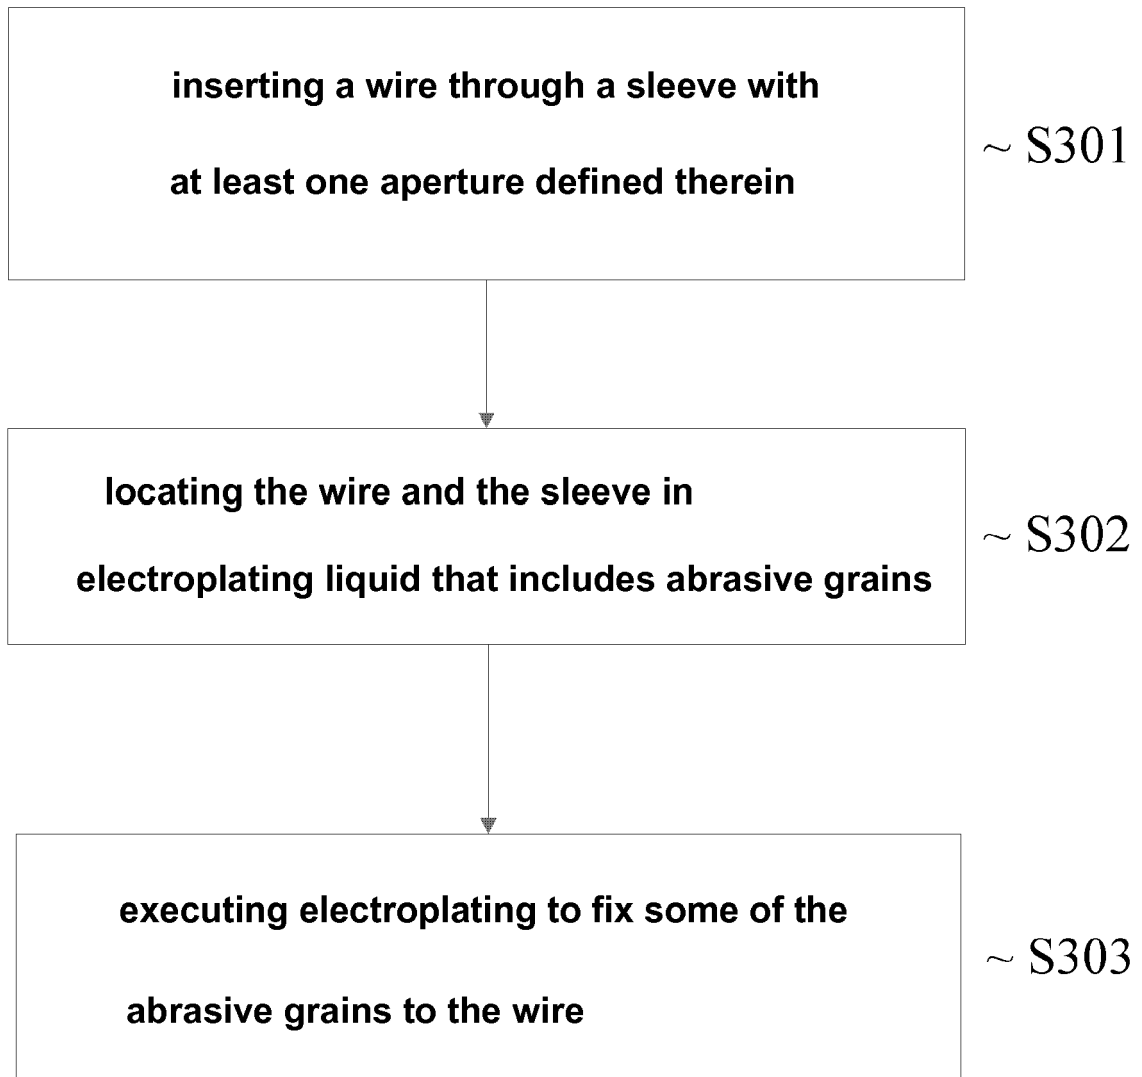 inserting a wire through a sleeve with
at least one aperture defined therein
~ S301
locating the wire and the sleeve in
electroplating liquid that includes abrasive grains
~ S302
executing electroplating to fix some of the
abrasive grains to the wire
~ S303